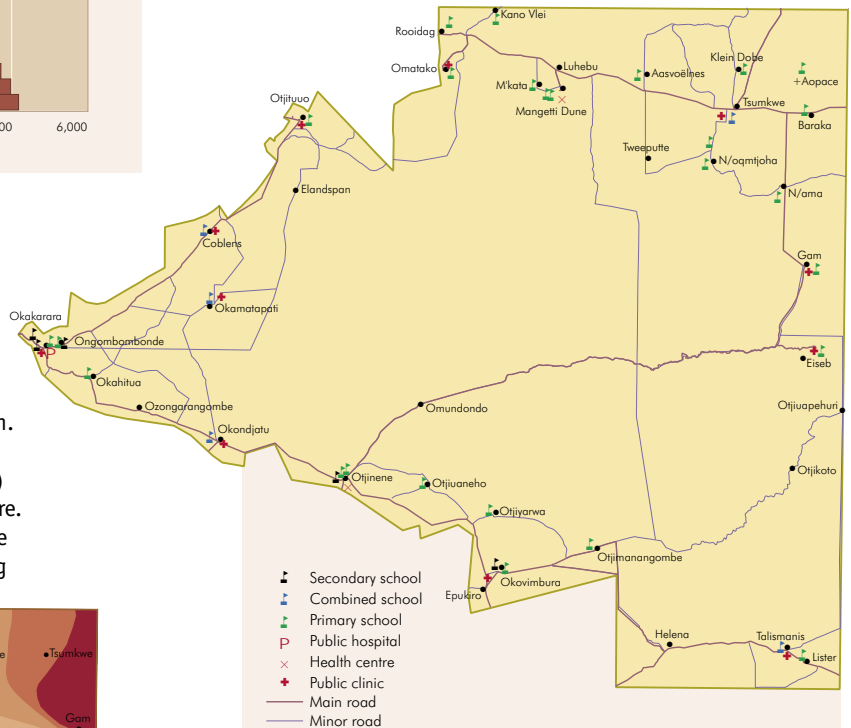 00
6,000
Kano Vlei
Rooidag
Omatako
Luhebu
M'kata
Mangetti Dune
Aasvoëlnes
Klein Dobe
+Aopace
Tsumkwe
Baraka
Tweeputte
N/oqmtjoha
N/ama
Otjituuo
Elandspan
Coblens
Gam
Okamatapati
Okakarara
Ongombombonde
Eiseb
Okahitua
Ozongarangombe
Omundondo
Otjiuapehuri
Okondjatu
Otjinene
Otjiuaneho
Otjikoto
Otjiyarwa
Otjimanangombe
Okovimbura
Epukiro
Helena
Talismanis
Lister
n.
)
re.
e
g
Secondary school
Combined school
Primary school
P Public hospital
Health centre
Public clinic
Main road
Minor road
e
Tsumkwe
Gam
P